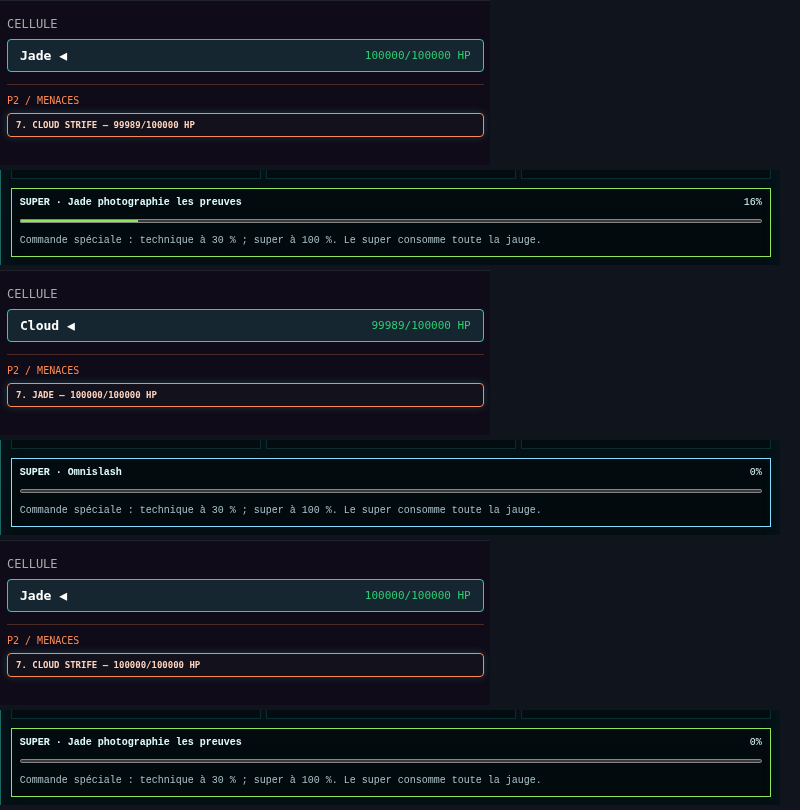 CELLULE
Jade ◀ 100000/100000 HP
P2 / MENACES
7. CLOUD STRIFE — 99989/100000 HP
SUPER · Jade photographie les preuves 16%
Commande spéciale : technique à 30 % ; super à 100 %. Le super consomme toute la jauge.
CELLULE
Cloud ◀ 99989/100000 HP
P2 / MENACES
7. JADE — 100000/100000 HP
SUPER · Omnislash 0%
Commande spéciale : technique à 30 % ; super à 100 %. Le super consomme toute la jauge.
CELLULE
Jade ◀ 100000/100000 HP
P2 / MENACES
7. CLOUD STRIFE — 100000/100000 HP
SUPER · Jade photographie les preuves 0%
Commande spéciale : technique à 30 % ; super à 100 %. Le super consomme toute la jauge.